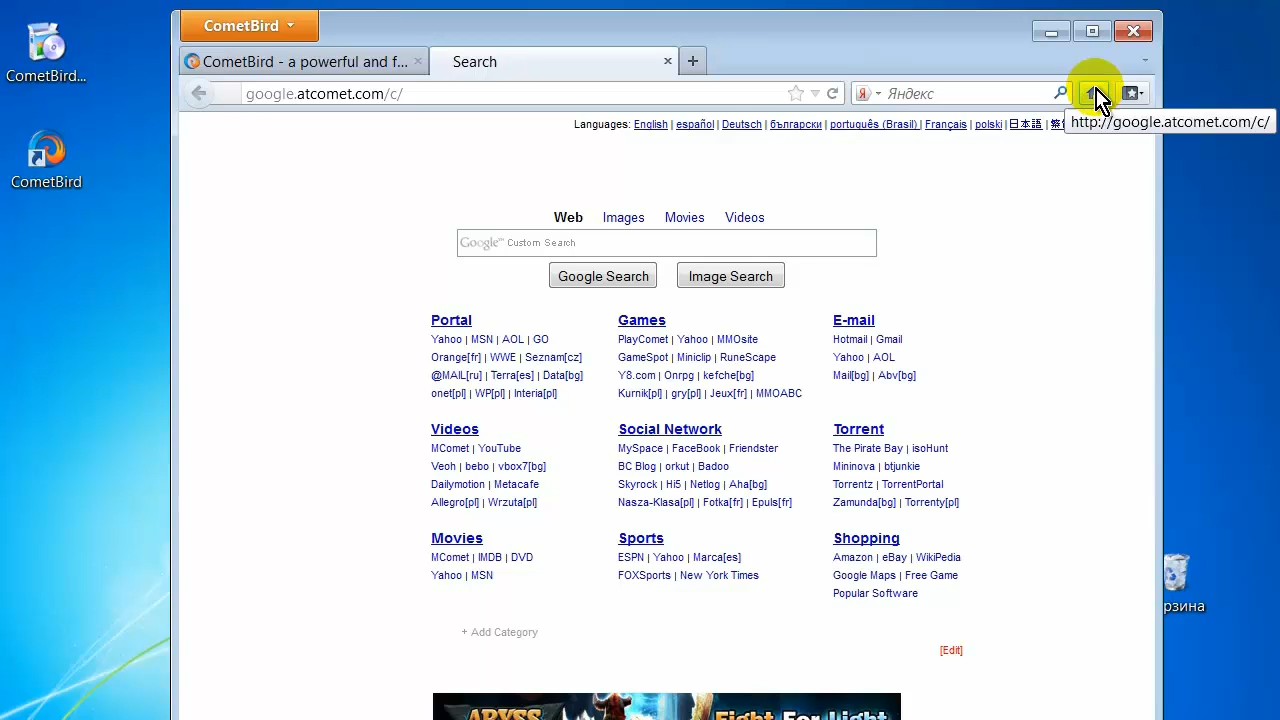 CometBird
CometBird...
CometBird - a powerful and f...
Search
google.atcomet.com/c/
Яндекс
http://google.atcomet.com/c/
Languages: English | español | Deutsch | български | português (Brasil) | Français | polski | 日本語 |
CometBird
Web Images Movies Videos
Google™ Custom Search
Google Search Image Search
Portal
Yahoo | MSN | AOL | GO
Orange[fr] | WWE | Seznam[cz]
@MAIL[ru] | Terra[es] | Data[bg]
onet[pl] | WP[pl] | Interia[pl]
Games
PlayComet | Yahoo | MMOsite
GameSpot | Miniclip | RuneScape
Y8.com | Onrpg | kefche[bg]
Kurnik[pl] | gry[pl] | Jeux[fr] | MMOABC
E-mail
Hotmail | Gmail
Yahoo | AOL
Mail[bg] | Abv[bg]
Videos
MComet | YouTube
Veoh | bebo | vbox7[bg]
Dailymotion | Metacafe
Allegro[pl] | Wrzuta[pl]
Social Network
MySpace | FaceBook | Friendster
BC Blog | orkut | Badoo
Skyrock | Hi5 | Netlog | Aha[bg]
Nasza-Klasa[pl] | Fotka[fr] | Epuls[fr]
Torrent
The Pirate Bay | isoHunt
Mininova | btjunkie
Torrentz | TorrentPortal
Zamunda[bg] | Torrenty[pl]
Movies
MComet | IMDB | DVD
Yahoo | MSN
Sports
ESPN | Yahoo | Marca[es]
FOXSports | New York Times
Shopping
Amazon | eBay | WikiPedia
Google Maps | Free Game
Popular Software
+ Add Category
[Edit]
ABYSS
Fight For Light